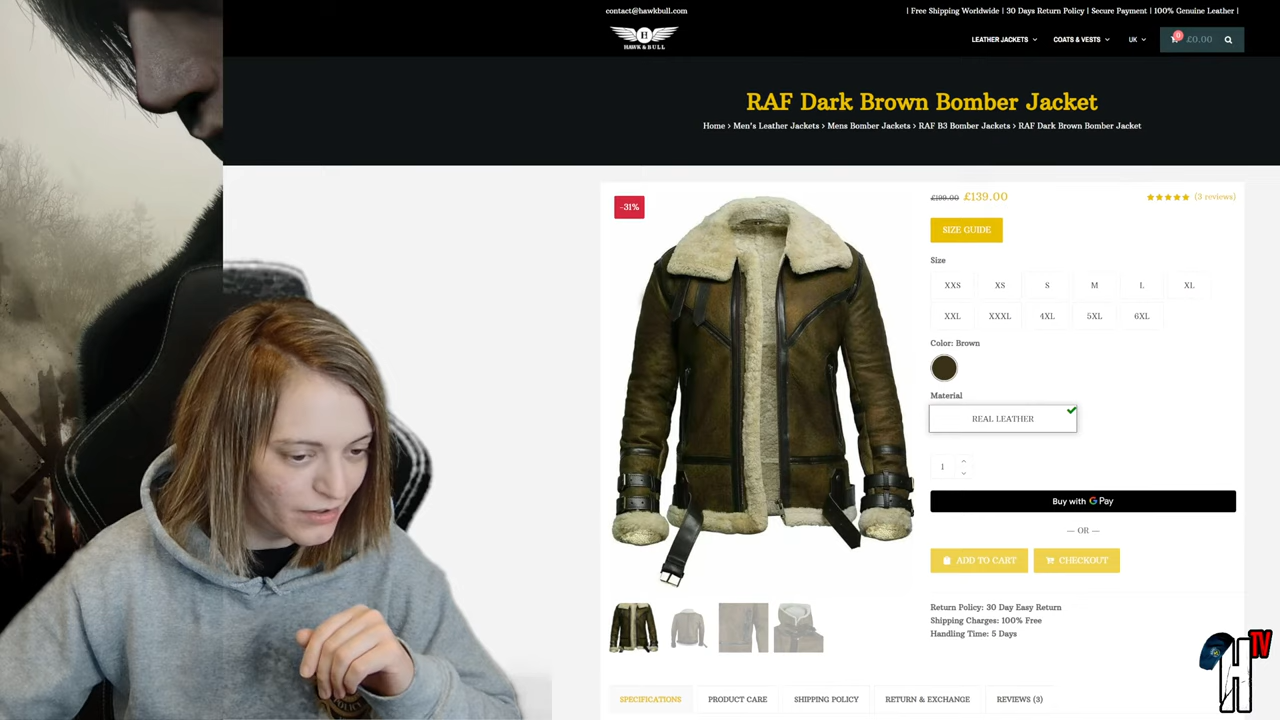 contact@hawkbull.com
| Free Shipping Worldwide | 30 Days Return Policy | Secure Payment | 100% Genuine Leather |
H
HAWK & BULL
LEATHER JACKETS
COATS & VESTS
UK
0
£0.00
RAF Dark Brown Bomber Jacket
Home > Men's Leather Jackets > Mens Bomber Jackets > RAF B3 Bomber Jackets > RAF Dark Brown Bomber Jacket
-31%
£199.00 £139.00
(3 reviews)
SIZE GUIDE
Size
XXS XS S M L XL
XXL XXXL 4XL 5XL 6XL
Color: Brown
Material
REAL LEATHER
1
Buy with G Pay
— OR —
ADD TO CART
CHECKOUT
Return Policy: 30 Day Easy Return
Shipping Charges: 100% Free
Handling Time: 5 Days
SPECIFICATIONS
PRODUCT CARE
SHIPPING POLICY
RETURN & EXCHANGE
REVIEWS (3)
H TV